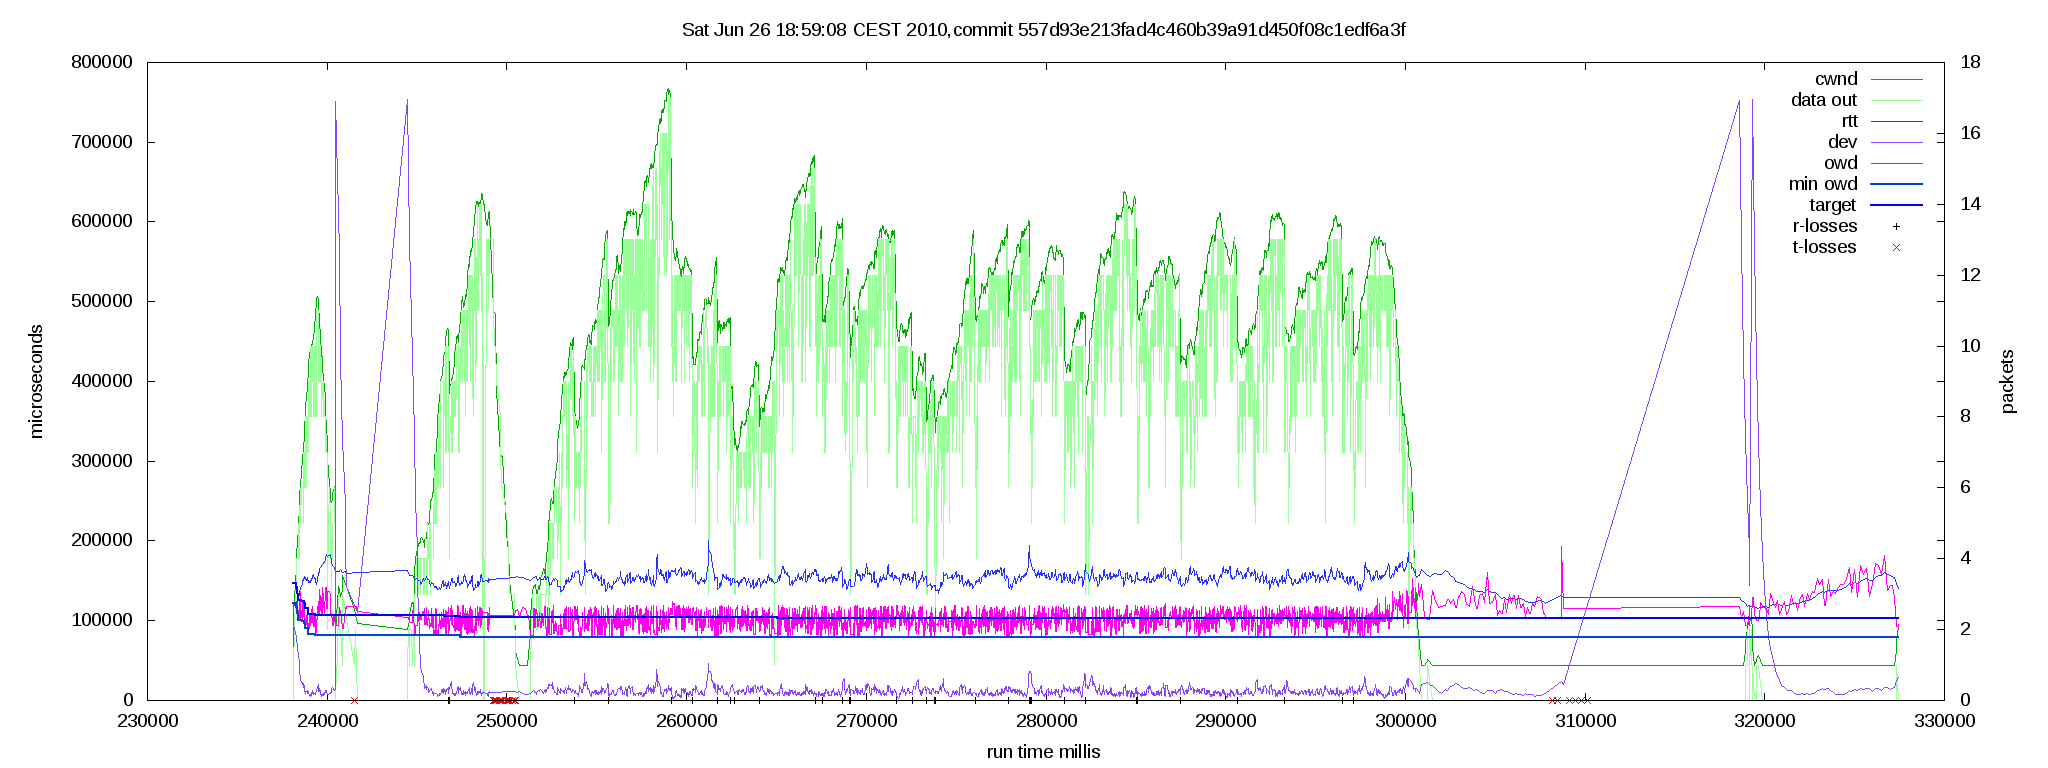 Sat Jun 26 18:59:08 CEST 2010, commit 557d93e213fad4c460b39a91d450f08c1edf6a3f
800000
700000
600000
500000
400000
300000
200000
100000
0
microseconds
18
16
14
12
10
8
6
4
2
0
packets
cwnd
data out
rtt
dev
owd
min owd
target
r-losses
t-losses
230000 240000 250000 260000 270000 280000 290000 300000 310000 320000 330000
run time millis